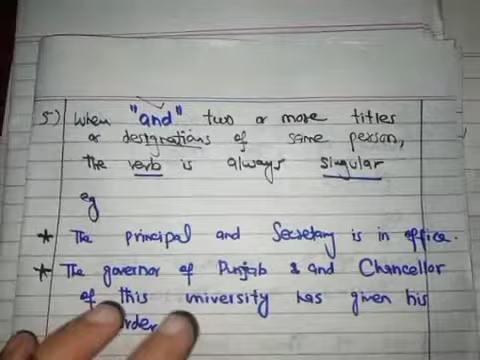 5) When "and" two or more titles
or designations of same person,
the verb is always singular
eg
* The principal and Secretary is in office.
* The governor of Punjab & and Chancellor
of this university has given his
order